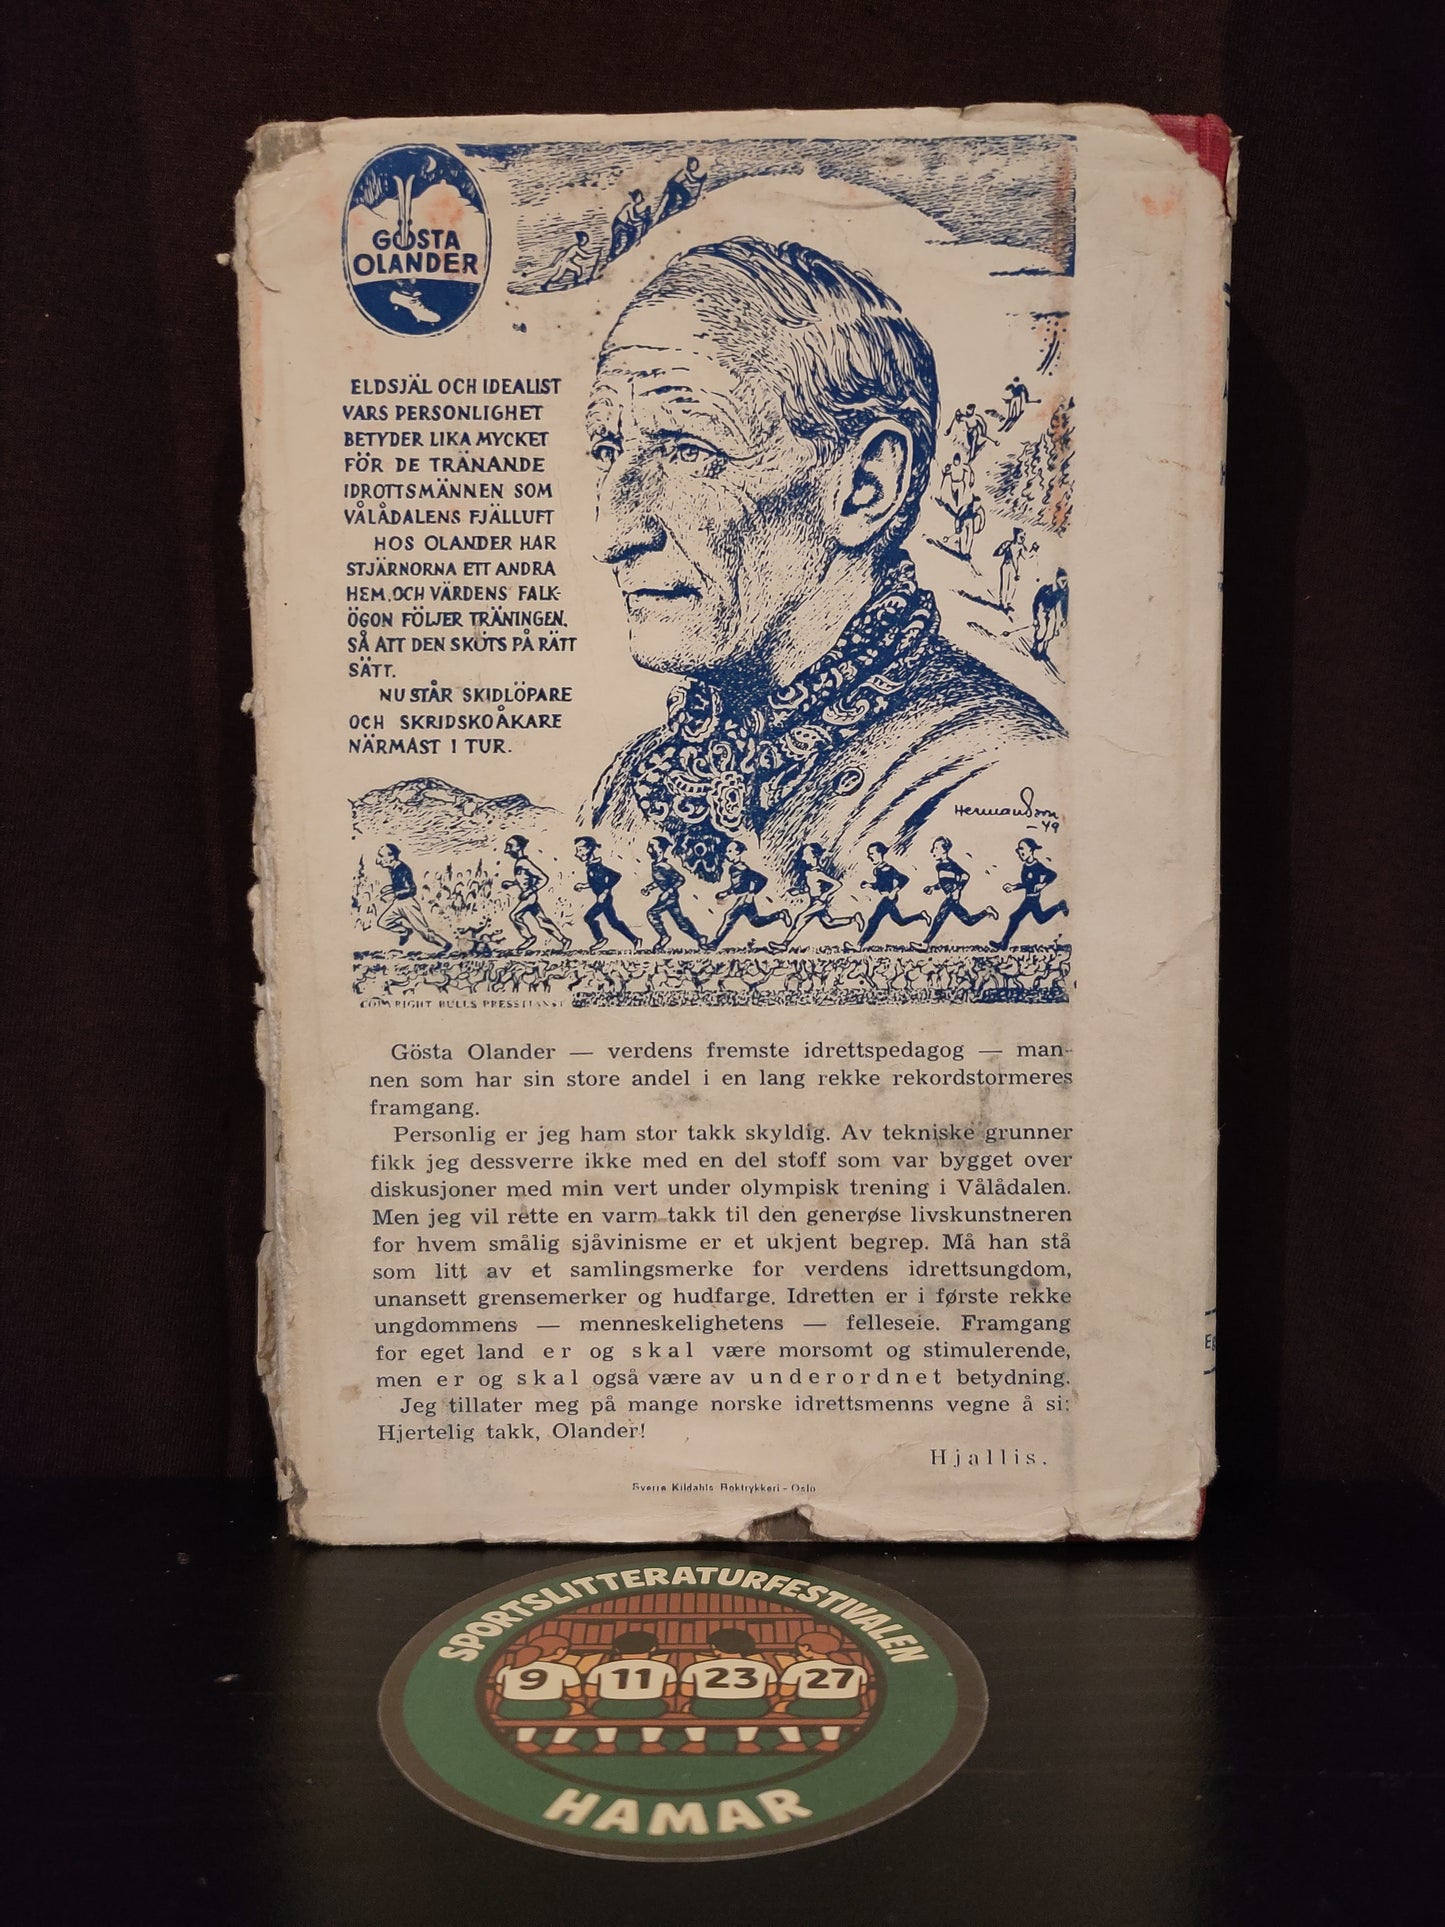 GÖSTA
OLANDER
ELDSJÄL OCH IDEALIST
VARS PERSONLIGHET
BETYDER LIKA MYCKET
FÖR DE TRÄNANDE
IDROTTSMÄNNEN SOM
VÅLÅDALENS FJÄLLUFT
HOS OLANDER HAR
STJÄRNORNA ETT ANDRA
HEM, OCH VÄRDENS FALK-
ÖGON FÖLJER TRÄNINGEN,
SÅ ATT DEN SKÖTS PÅ RÄTT
SÄTT.
NU STÅR SKIDLÖPARE
OCH SKRIDSKOÅKARE
NÄRMAST I TUR.
Hermanson
-49
COPYRIGHT BULLS PRESSTJÄNST
Gösta Olander — verdens fremste idrettspedagog — man-
nen som har sin store andel i en lang rekke rekordstormeres
framgang.
Personlig er jeg ham stor takk skyldig. Av tekniske grunner
fikk jeg dessverre ikke med en del stoff som var bygget over
diskusjoner med min vert under olympisk trening i Vålådalen.
Men jeg vil rette en varm takk til den generøse livskunstneren
for hvem smålig sjåvinisme er et ukjent begrep. Må han stå
som litt av et samlingsmerke for verdens idrettsungdom,
unansett grensemerker og hudfarge. Idretten er i første rekke
ungdommens — menneskelighetens — felleseie. Framgang
for eget land er og skal være morsomt og stimulerende,
men er og skal også være av underordnet betydning.
Jeg tillater meg på mange norske idrettsmenns vegne å si:
Hjertelig takk, Olander!
Hjallis.
Sverre Kildahls Boktrykkeri - Oslo
SPORTSLITTERATURFESTIVALEN
9 11 23 27
HAMAR